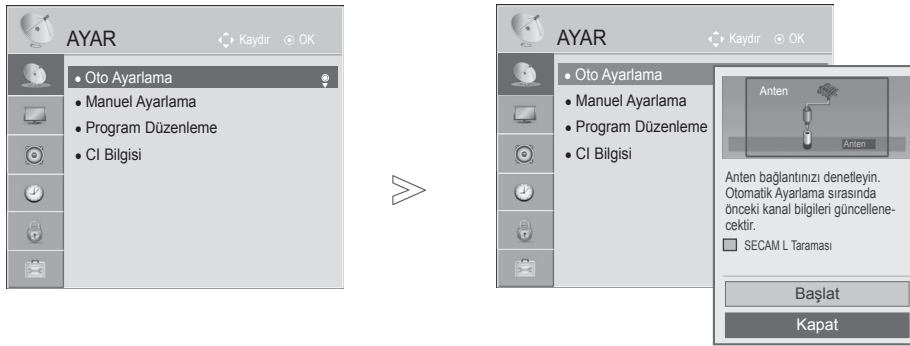 AYAR
Kaydır OK
Oto Ayarlama
Manuel Ayarlama
Program Düzenleme
CI Bilgisi
AYAR
Kaydır OK
Oto Ayarlama
Manuel Ayarlama
Program Düzenleme
CI Bilgisi
Anten
Anten
Anten bağlantınızı denetleyin.
Otomatik Ayarlama sırasında
önceki kanal bilgileri güncellene-
cektir.
SECAM L Taraması
Başlat
Kapat